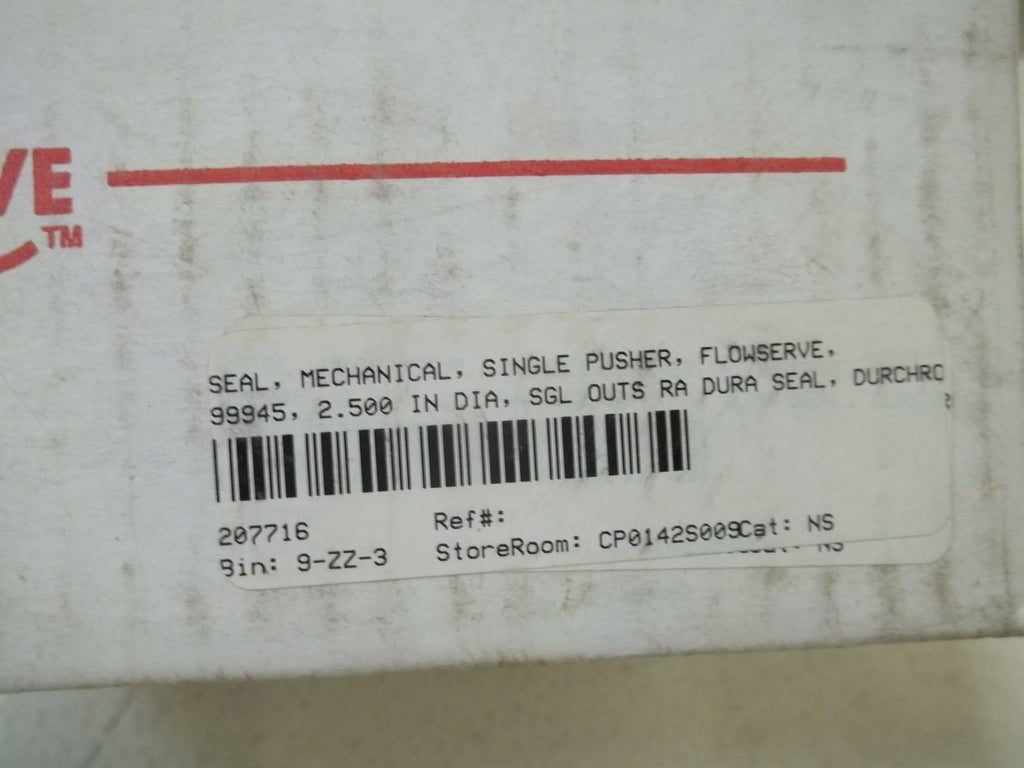 VE
TM
SEAL, MECHANICAL, SINGLE PUSHER, FLOWSERVE,
99945, 2.500 IN DIA, SGL OUTS RA DURA SEAL, DURCHRO
207716 Ref#:
Bin: 9-ZZ-3 StoreRoom: CP0142S009Cat: NS
NS